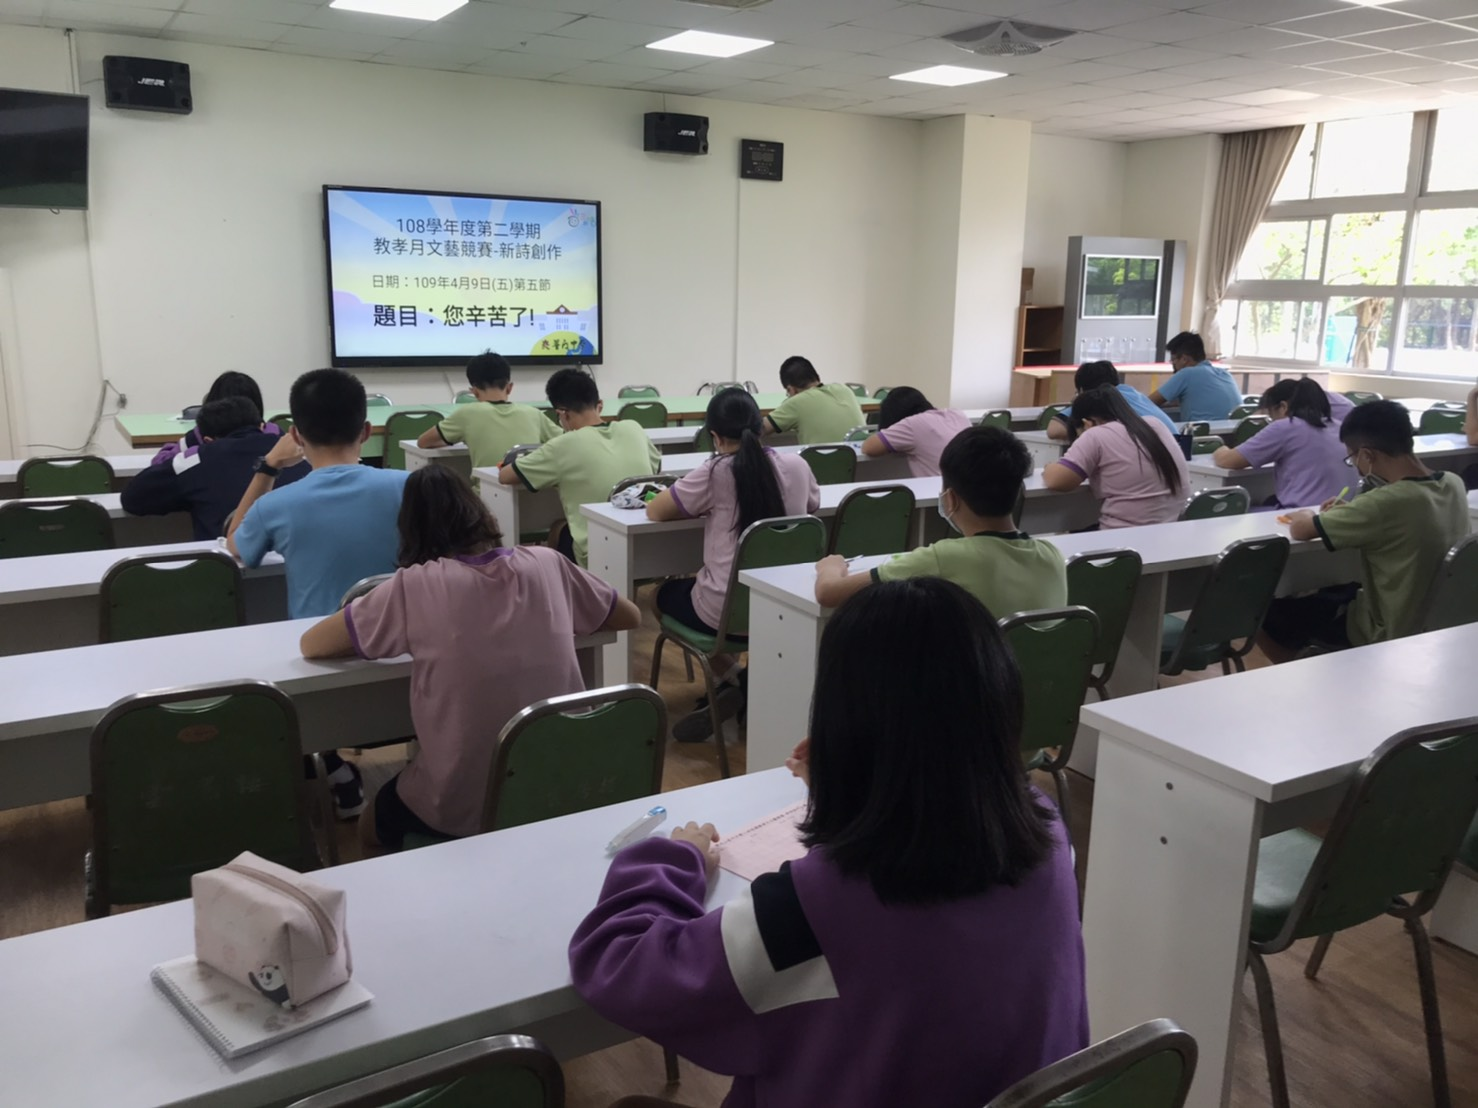 108學年度第二學期
教孝月文藝競賽-新詩創作
日期：109年4月9日(五)第五節
題目：您辛苦了!